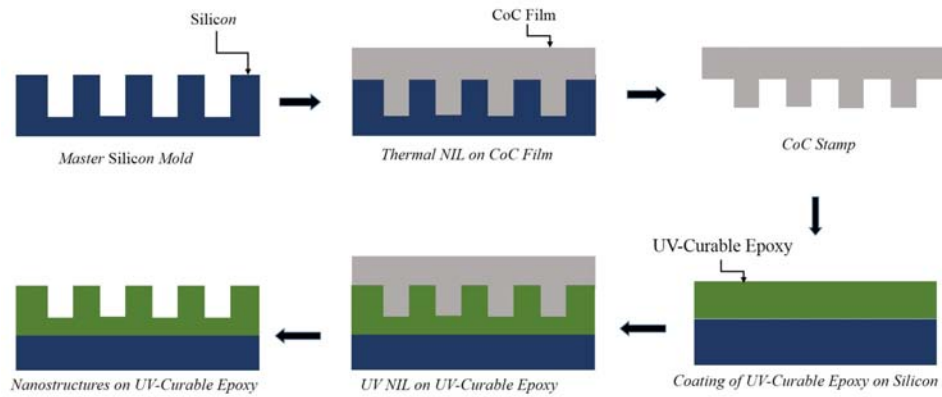 Silicon
CoC Film
Master Silicon Mold
Thermal NIL on CoC Film
CoC Stamp
UV-Curable Epoxy
Nanostructures on UV-Curable Epoxy
UV NIL on UV-Curable Epoxy
Coating of UV-Curable Epoxy on Silicon